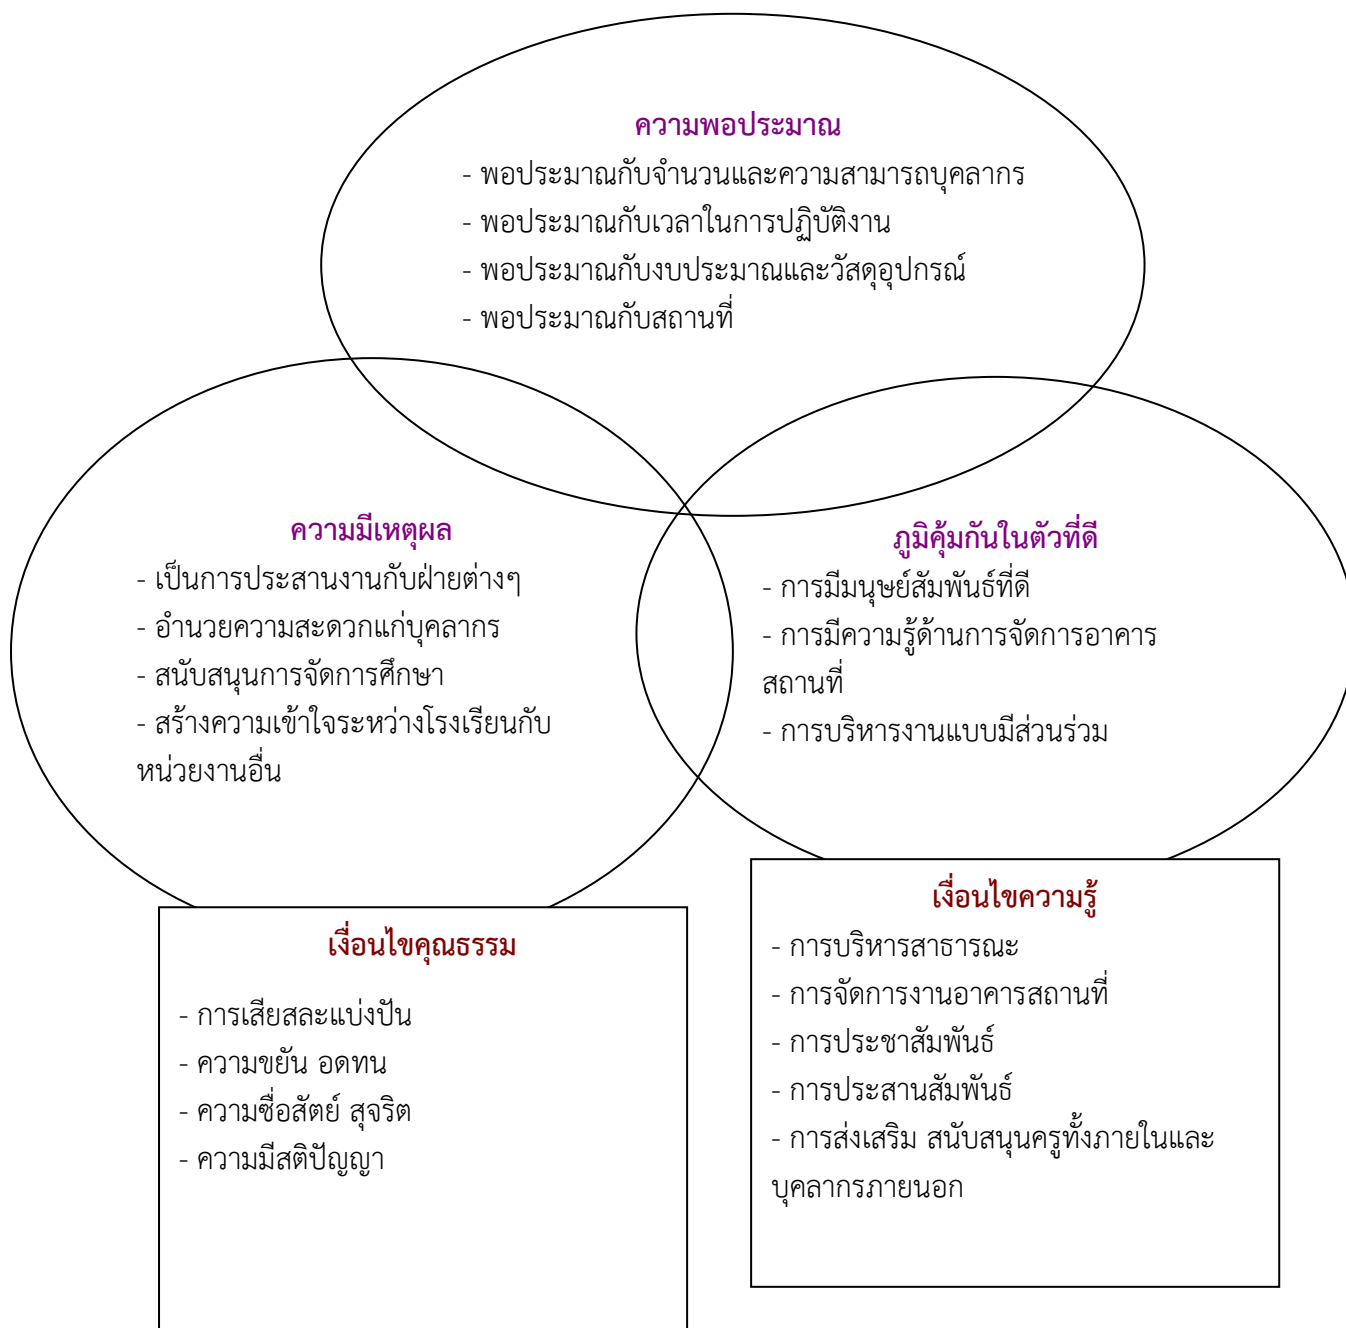 ความพอประมาณ
- พอประมาณกับจำนวนและความสามารถบุคลากร
- พอประมาณกับเวลาในการปฏิบัติงาน
- พอประมาณกับงบประมาณและวัสดุอุปกรณ์
- พอประมาณกับสถานที่
ความมีเหตุผล
- เป็นการประสานงานกับฝ่ายต่างๆ
- อำนวยความสะดวกแก่บุคลากร
- สนับสนุนการจัดการศึกษา
- สร้างความเข้าใจระหว่างโรงเรียนกับ
หน่วยงานอื่น
ภูมิคุ้มกันในตัวที่ดี
- การมีมนุษย์สัมพันธ์ที่ดี
- การมีความรู้ด้านการจัดการอาคาร
สถานที่
- การบริหารงานแบบมีส่วนร่วม
เงื่อนไขคุณธรรม
- การเสียสละแบ่งปัน
- ความขยัน อดทน
- ความซื่อสัตย์ สุจริต
- ความมีสติปัญญา
เงื่อนไขความรู้
- การบริหารสาธารณะ
- การจัดการงานอาคารสถานที่
- การประชาสัมพันธ์
- การประสานสัมพันธ์
- การส่งเสริม สนับสนุนครูทั้งภายในและ
บุคลากรภายนอก